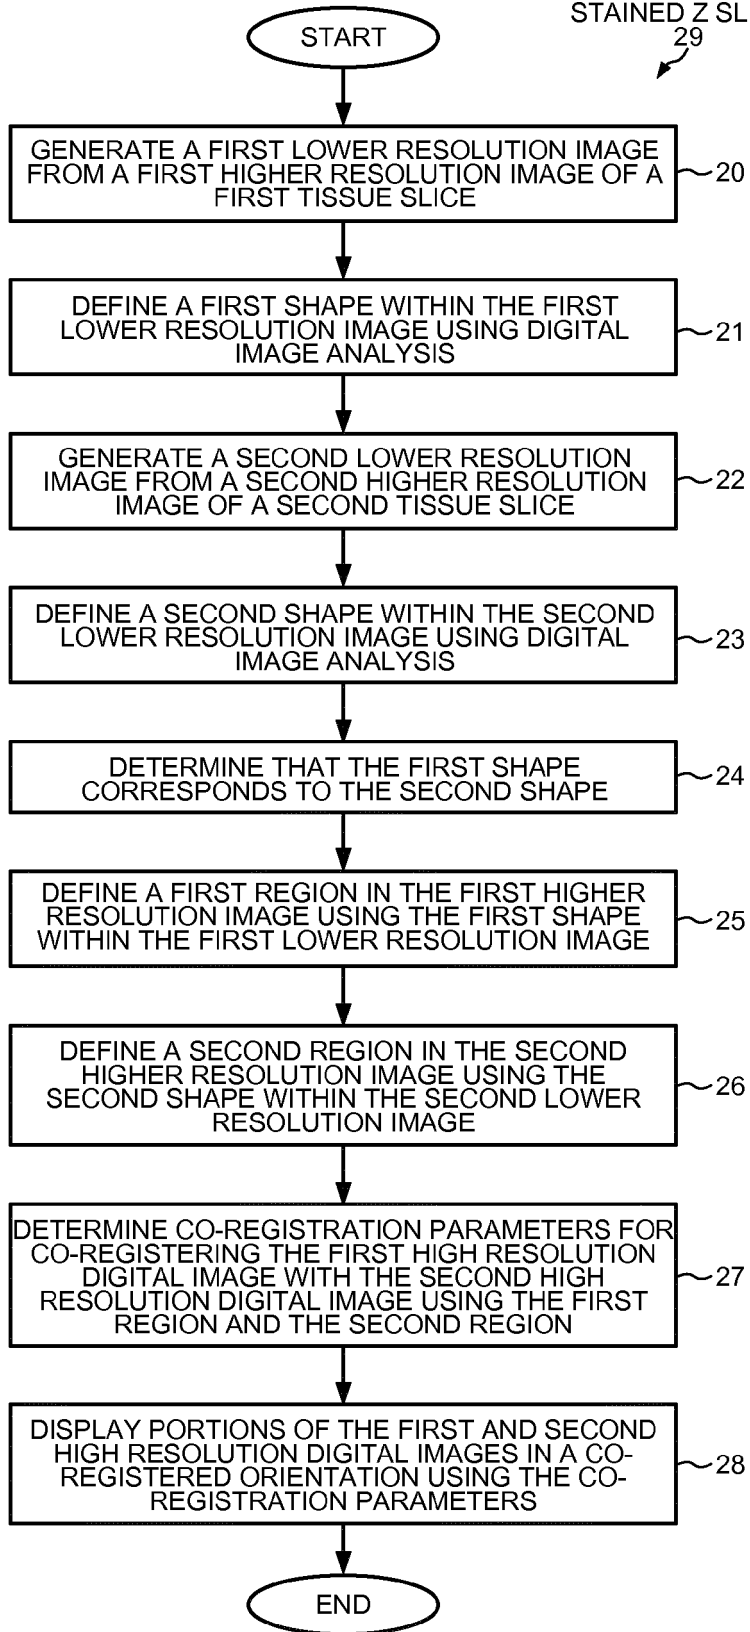 STAINED Z SL
29
START
GENERATE A FIRST LOWER RESOLUTION IMAGE
FROM A FIRST HIGHER RESOLUTION IMAGE OF A
FIRST TISSUE SLICE
20
DEFINE A FIRST SHAPE WITHIN THE FIRST
LOWER RESOLUTION IMAGE USING DIGITAL
IMAGE ANALYSIS
21
GENERATE A SECOND LOWER RESOLUTION
IMAGE FROM A SECOND HIGHER RESOLUTION
IMAGE OF A SECOND TISSUE SLICE
22
DEFINE A SECOND SHAPE WITHIN THE SECOND
LOWER RESOLUTION IMAGE USING DIGITAL
IMAGE ANALYSIS
23
DETERMINE THAT THE FIRST SHAPE
CORRESPONDS TO THE SECOND SHAPE
24
DEFINE A FIRST REGION IN THE FIRST HIGHER
RESOLUTION IMAGE USING THE FIRST SHAPE
WITHIN THE FIRST LOWER RESOLUTION IMAGE
25
DEFINE A SECOND REGION IN THE SECOND
HIGHER RESOLUTION IMAGE USING THE
SECOND SHAPE WITHIN THE SECOND LOWER
RESOLUTION IMAGE
26
DETERMINE CO-REGISTRATION PARAMETERS FOR
CO-REGISTERING THE FIRST HIGH RESOLUTION
DIGITAL IMAGE WITH THE SECOND HIGH
RESOLUTION DIGITAL IMAGE USING THE FIRST
REGION AND THE SECOND REGION
27
DISPLAY PORTIONS OF THE FIRST AND SECOND
HIGH RESOLUTION DIGITAL IMAGES IN A CO-
REGISTERED ORIENTATION USING THE CO-
REGISTRATION PARAMETERS
28
END